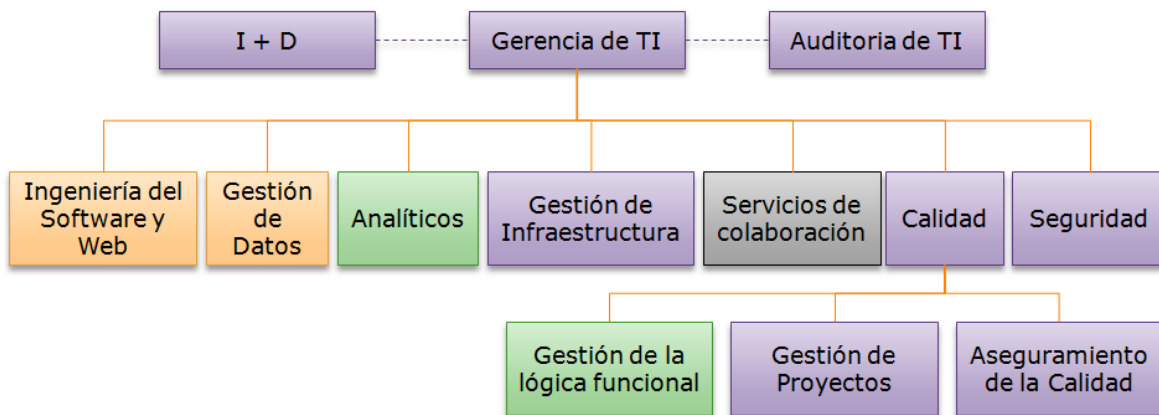 I + D
Gerencia de TI
Auditoria de TI
Ingeniería del
Software y
Web
Gestión
de
Datos
Analíticos
Gestión de
Infraestructura
Servicios de
colaboración
Calidad
Seguridad
Gestión de la
lógica funcional
Gestión de
Proyectos
Aseguramiento
de la Calidad